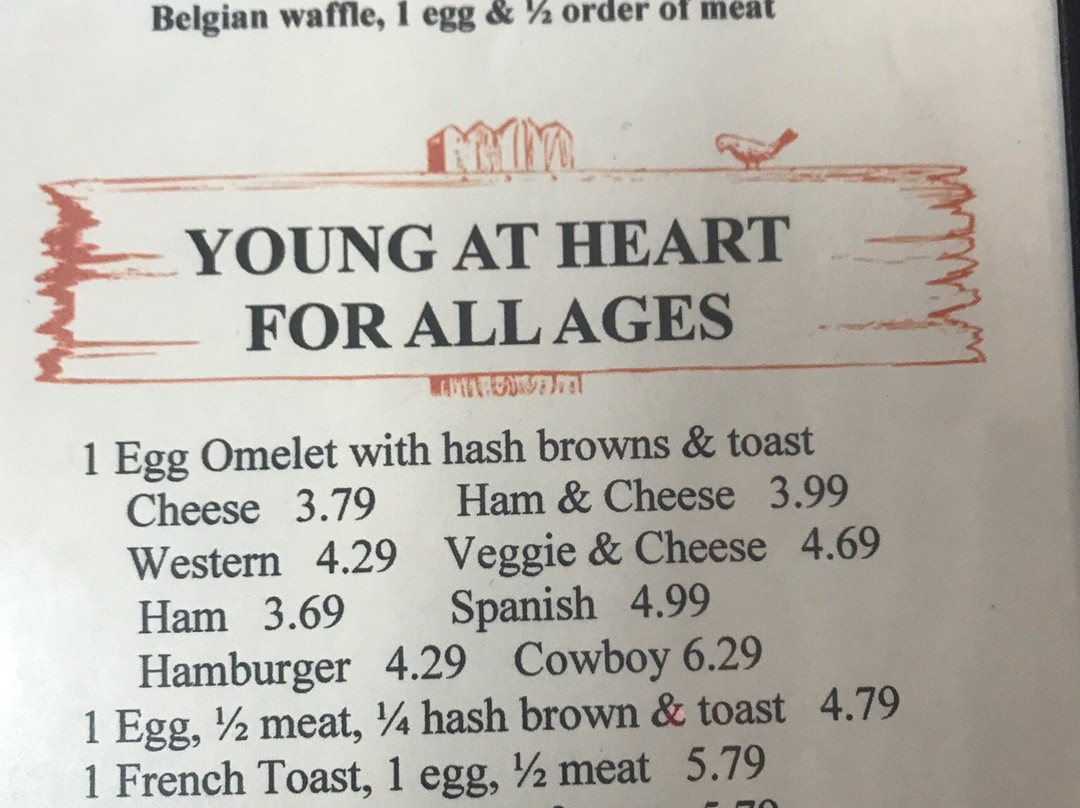 Belgian waffle, 1 egg & ½ order of meat
YOUNG AT HEART
FOR ALL AGES
1 Egg Omelet with hash browns & toast
Cheese 3.79 Ham & Cheese 3.99
Western 4.29 Veggie & Cheese 4.69
Ham 3.69 Spanish 4.99
Hamburger 4.29 Cowboy 6.29
1 Egg, ½ meat, ¼ hash brown & toast 4.79
1 French Toast, 1 egg, ½ meat 5.79